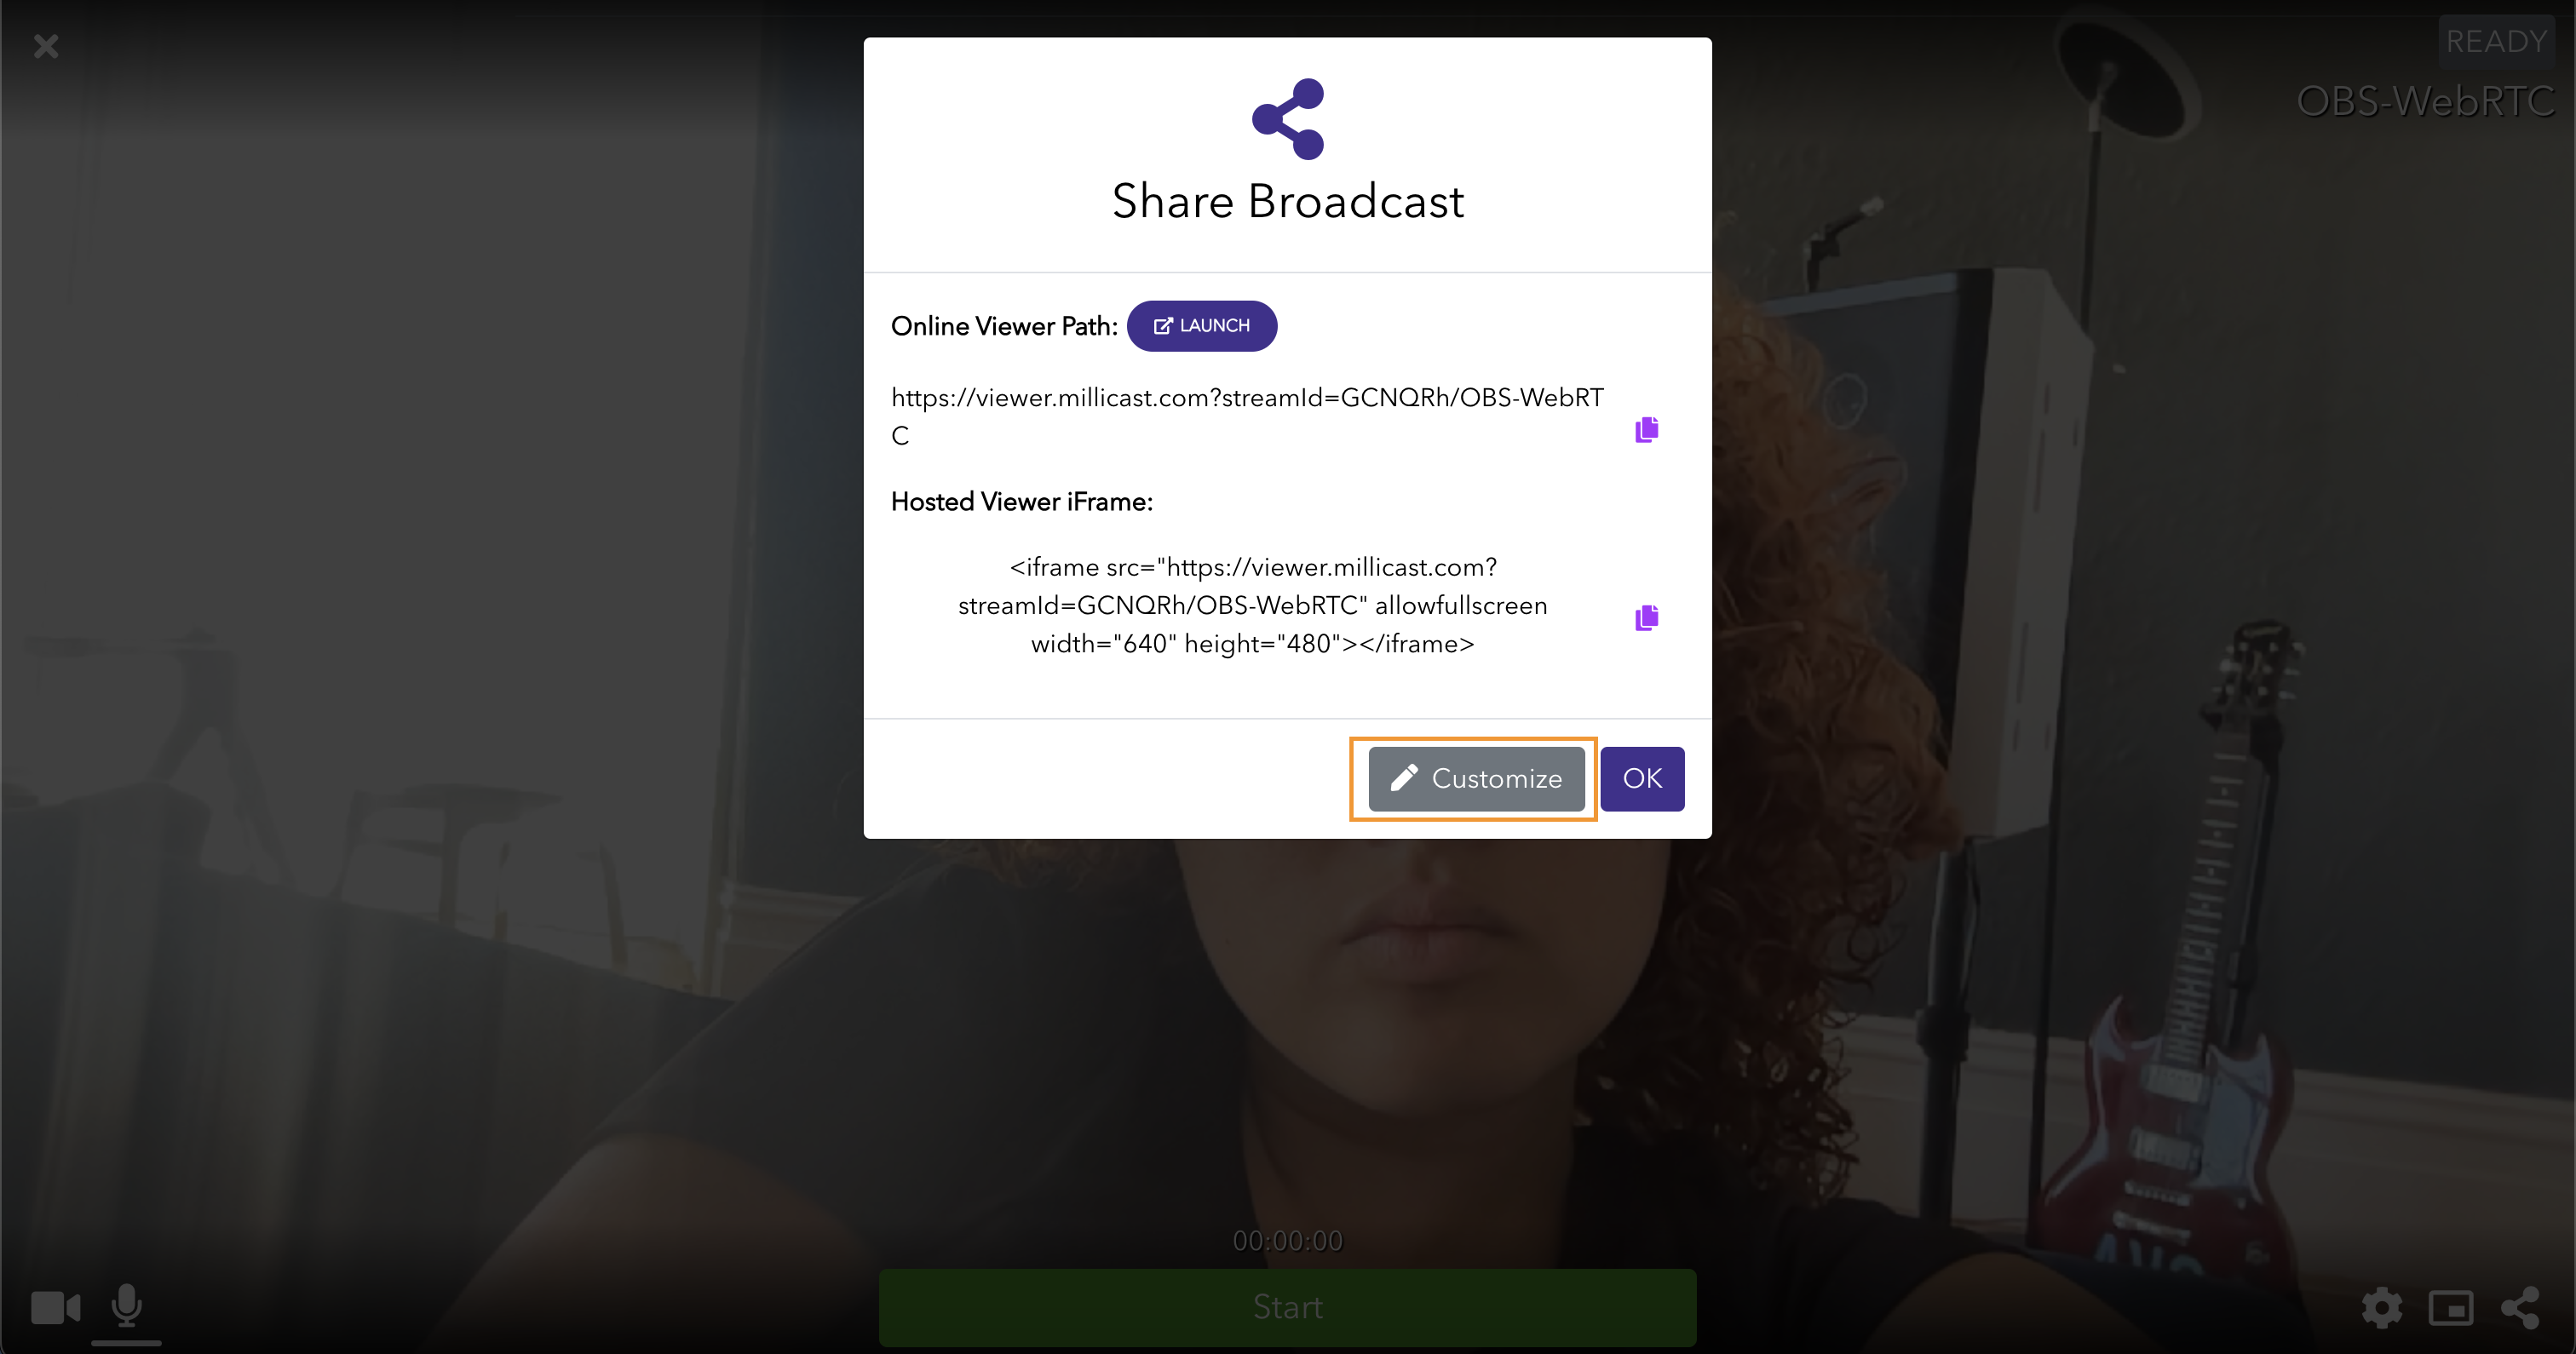 READY
OBS-WebRTC
Share Broadcast
Online Viewer Path: LAUNCH
https://viewer.millicast.com?streamId=GCNQRh/OBS-WebRT
C
Hosted Viewer iFrame:
<iframe src="https://viewer.millicast.com?
streamId=GCNQRh/OBS-WebRTC" allowfullscreen
width="640" height="480"></iframe>
Customize OK
00:00:00
Start